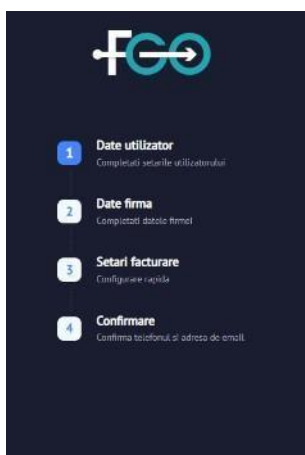 FGO
1
Date utilizator
Completati setarile utilizatorului
2
Date firma
Completati datele firmei
3
Setari facturare
Configurare rapida
4
Confirmare
Confirma telefonul si adresa de email.